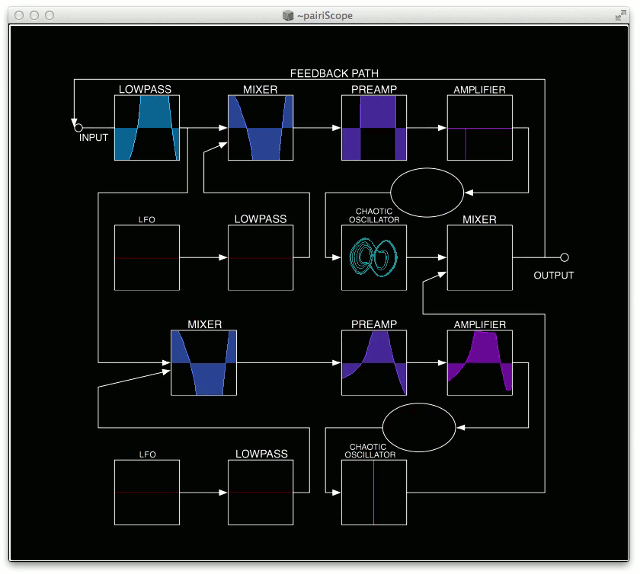 ~pairiScope
FEEDBACK PATH
LOWPASS
MIXER
PREAMP
AMPLIFIER
INPUT
LFO
LOWPASS
CHAOTIC
OSCILLATOR
MIXER
OUTPUT
MIXER
PREAMP
AMPLIFIER
LFO
LOWPASS
CHAOTIC
OSCILLATOR